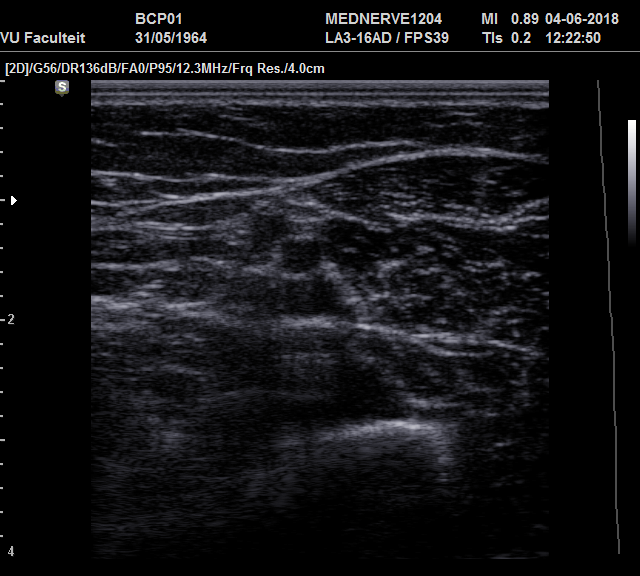 BCP01 MEDNERVE1204 MI 0.89 04-06-2018
VU Faculteit 31/05/1964 LA3-16AD / FPS39 TIs 0.2 12:22:50
[2D]/G56/DR136dB/FA0/P95/12.3MHz/Frq Res./4.0cm
S
2
4